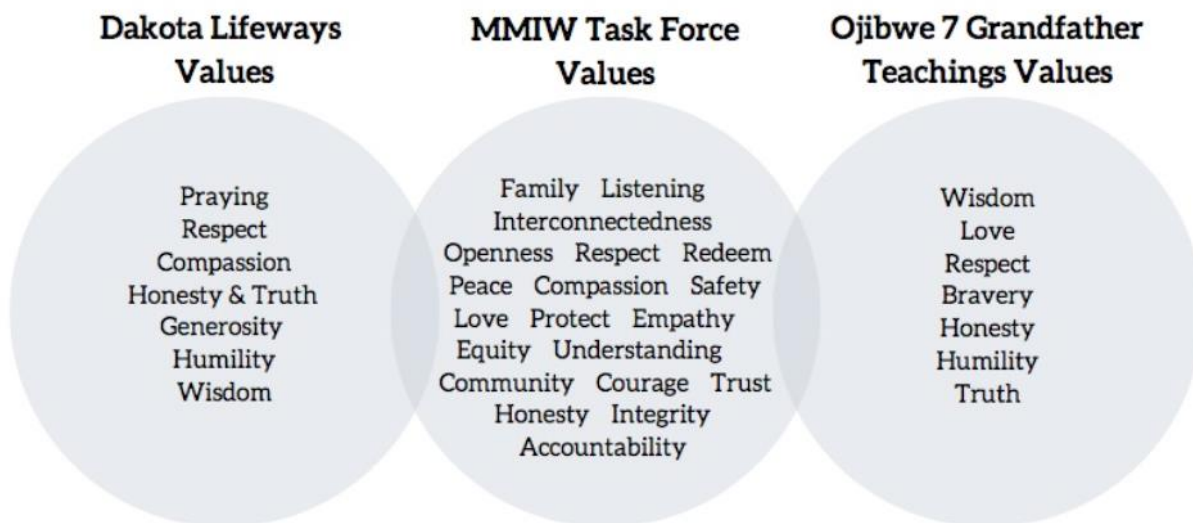 Dakota Lifeways
Values
MMIW Task Force
Values
Ojibwe 7 Grandfather
Teachings Values
Praying
Respect
Compassion
Honesty & Truth
Generosity
Humility
Wisdom
Family Listening
Interconnectedness
Openness Respect Redeem
Peace Compassion Safety
Love Protect Empathy
Equity Understanding
Community Courage Trust
Honesty Integrity
Accountability
Wisdom
Love
Respect
Bravery
Honesty
Humility
Truth